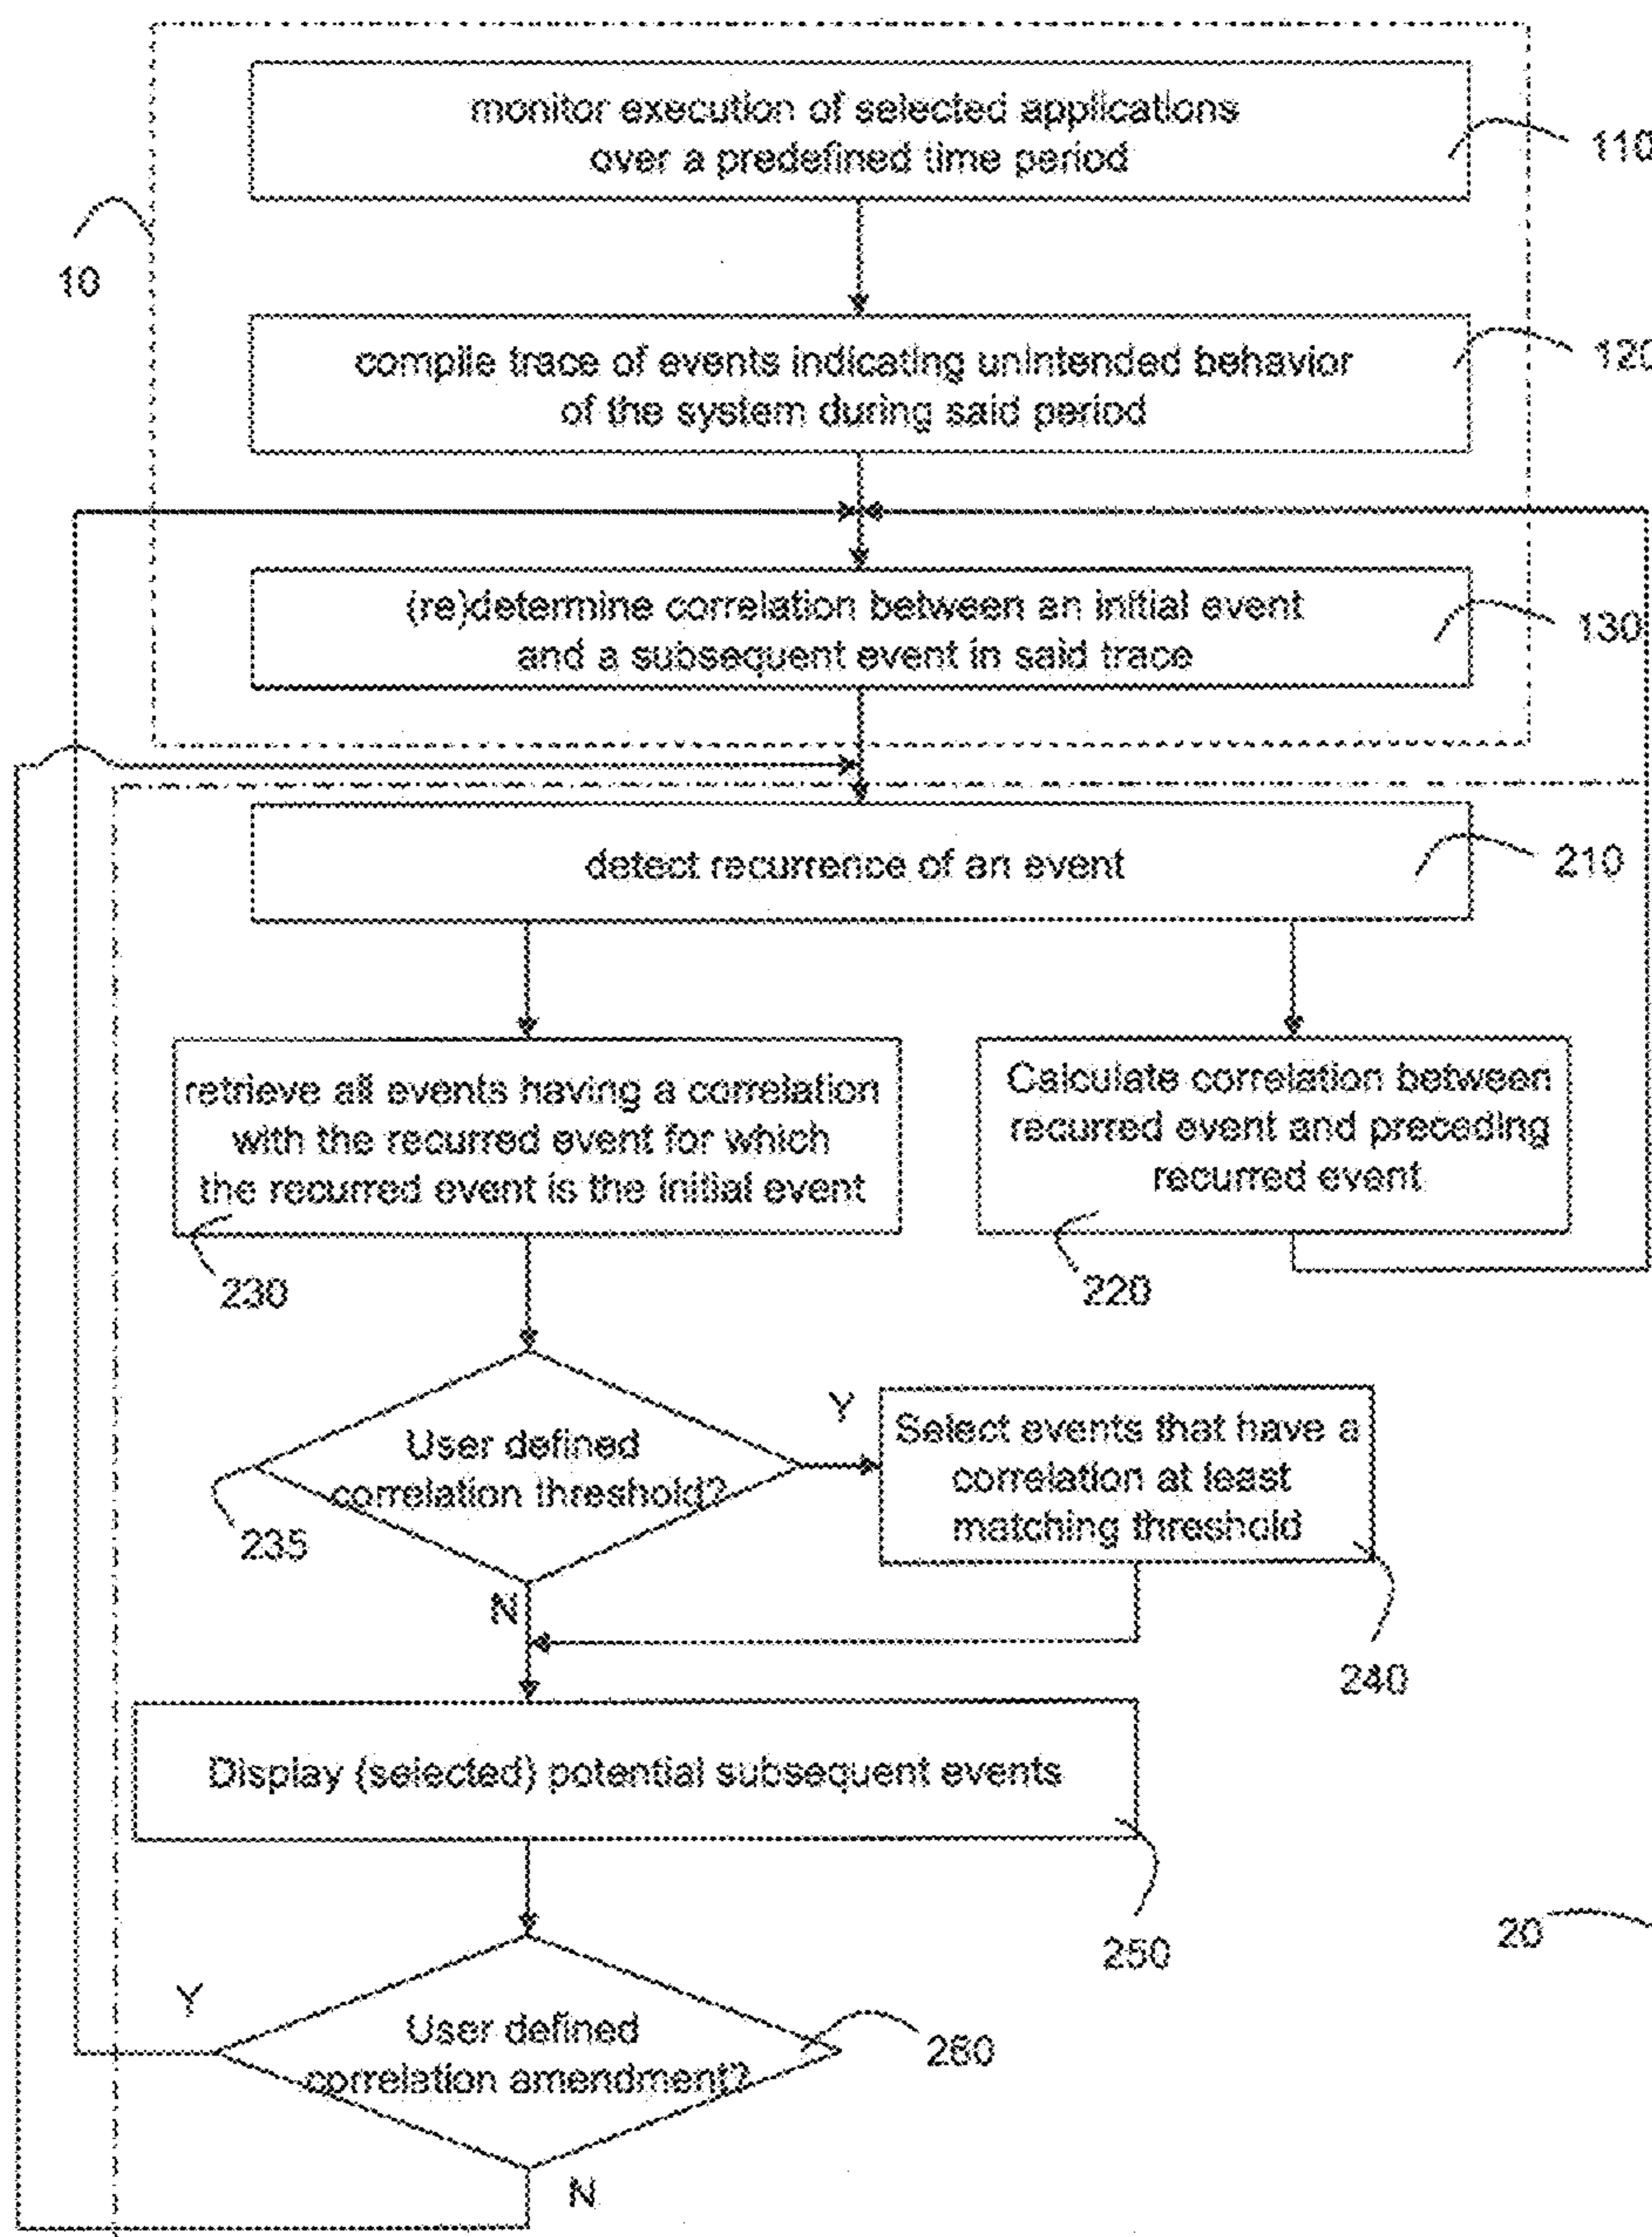 monitor execution of selected applications
over a predefined time period
110
10
compile trace of events indicating unintended behavior
of the system during said period
120
(re)determine correlation between an initial event
and a subsequent event in said trace
130
detect recurrence of an event
210
retrieve all events having a correlation
with the recurred event for which
the recurred event is the initial event
230
Calculate correlation between
recurred event and preceding
recurred event
220
User defined
correlation threshold?
235
Y
N
Select events that have a
correlation at least
matching threshold
240
Display (selected) potential subsequent events
250
20
User defined
correlation amendment?
260
Y
N